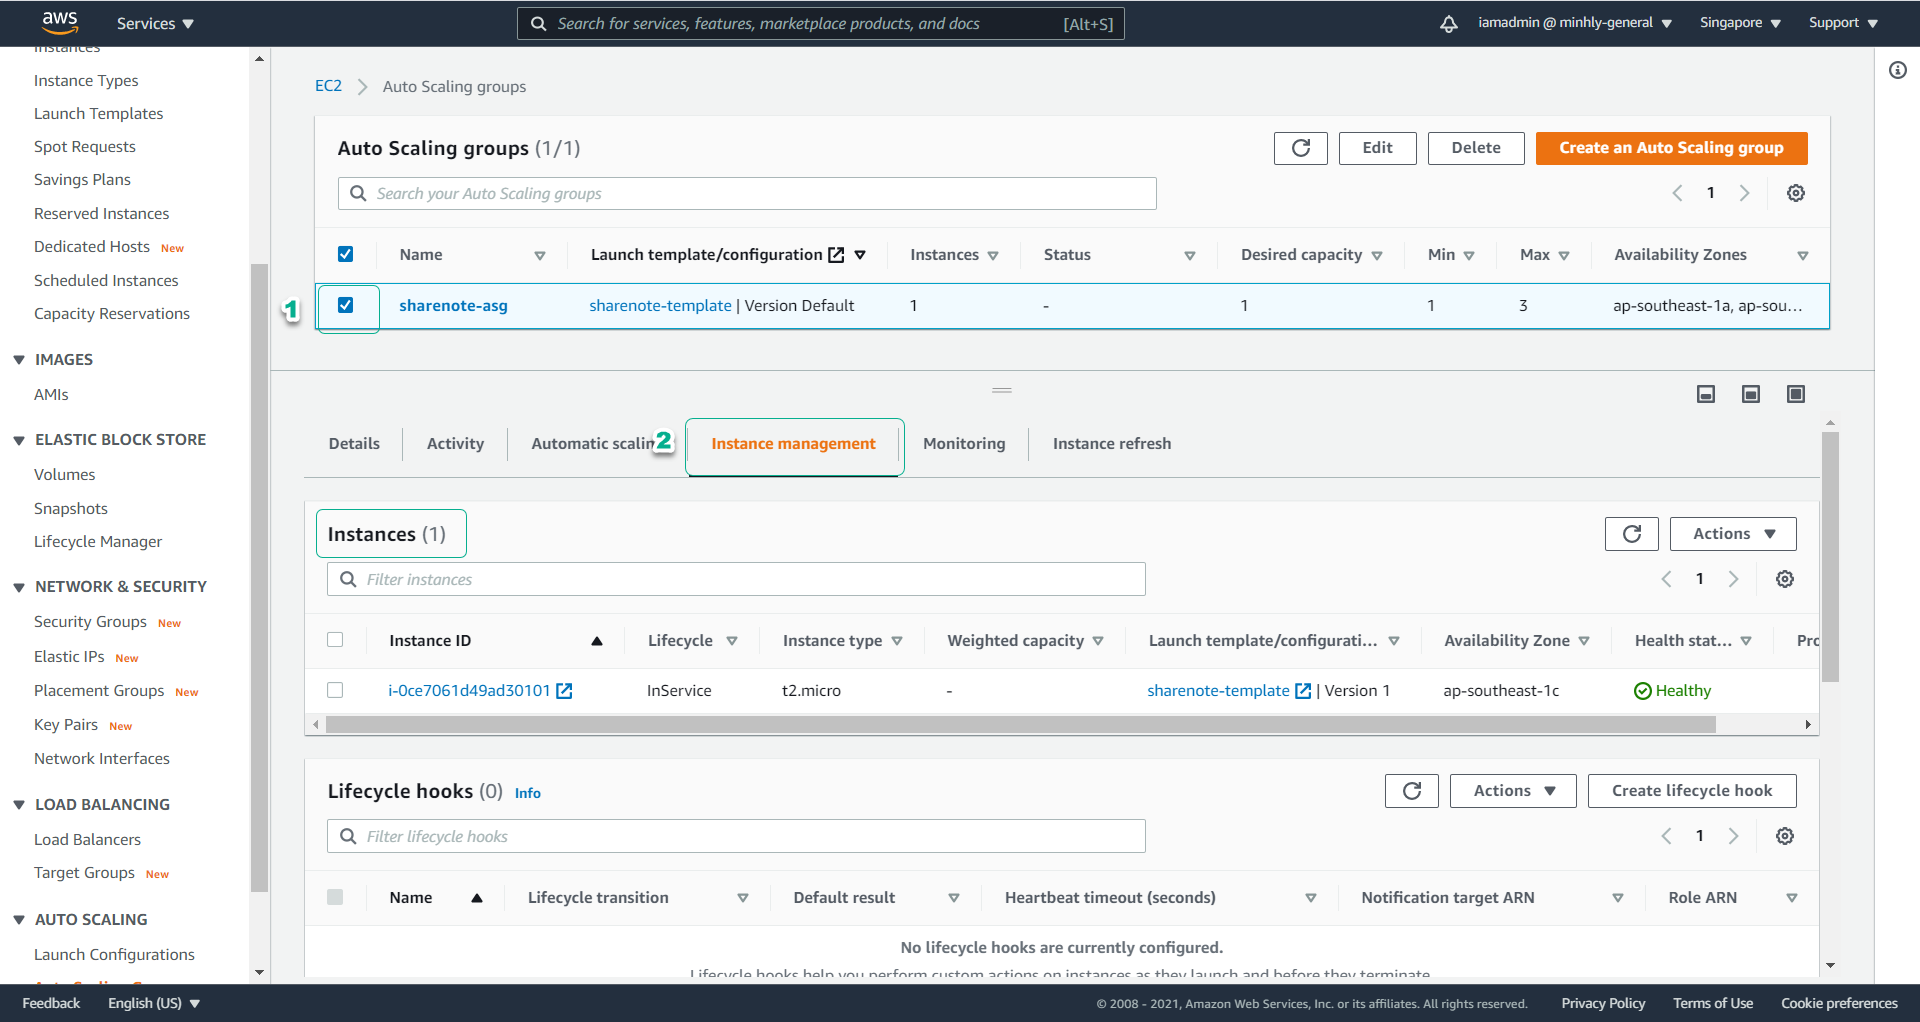 aws
Services
Search for services, features, marketplace products, and docs
[Alt+S]
iamadmin @ minhly-general
Singapore
Support
Instances
Instance Types
Launch Templates
Spot Requests
Savings Plans
Reserved Instances
Dedicated Hosts New
Scheduled Instances
Capacity Reservations
IMAGES
AMIs
ELASTIC BLOCK STORE
Volumes
Snapshots
Lifecycle Manager
NETWORK & SECURITY
Security Groups New
Elastic IPs New
Placement Groups New
Key Pairs New
Network Interfaces
LOAD BALANCING
Load Balancers
Target Groups New
AUTO SCALING
Launch Configurations
EC2 > Auto Scaling groups
Auto Scaling groups (1/1)
Edit
Delete
Create an Auto Scaling group
Search your Auto Scaling groups
1
Name Launch template/configuration Instances Status Desired capacity Min Max Availability Zones
1
sharenote-asg sharenote-template | Version Default 1 - 1 1 3 ap-southeast-1a, ap-sou...
Details Activity Automatic scalin 2 Instance management Monitoring Instance refresh
Instances (1)
Actions
Filter instances
1
Instance ID Lifecycle Instance type Weighted capacity Launch template/configurati... Availability Zone Health stat... Pro
i-0ce7061d49ad30101 InService t2.micro - sharenote-template | Version 1 ap-southeast-1c Healthy
Lifecycle hooks (0) Info
Actions
Create lifecycle hook
Filter lifecycle hooks
1
Name Lifecycle transition Default result Heartbeat timeout (seconds) Notification target ARN Role ARN
No lifecycle hooks are currently configured.
Lifecycle hooks help you perform custom actions on instances as they launch and before they terminate.
Feedback English (US)
© 2008 - 2021, Amazon Web Services, Inc. or its affiliates. All rights reserved. Privacy Policy Terms of Use Cookie preferences